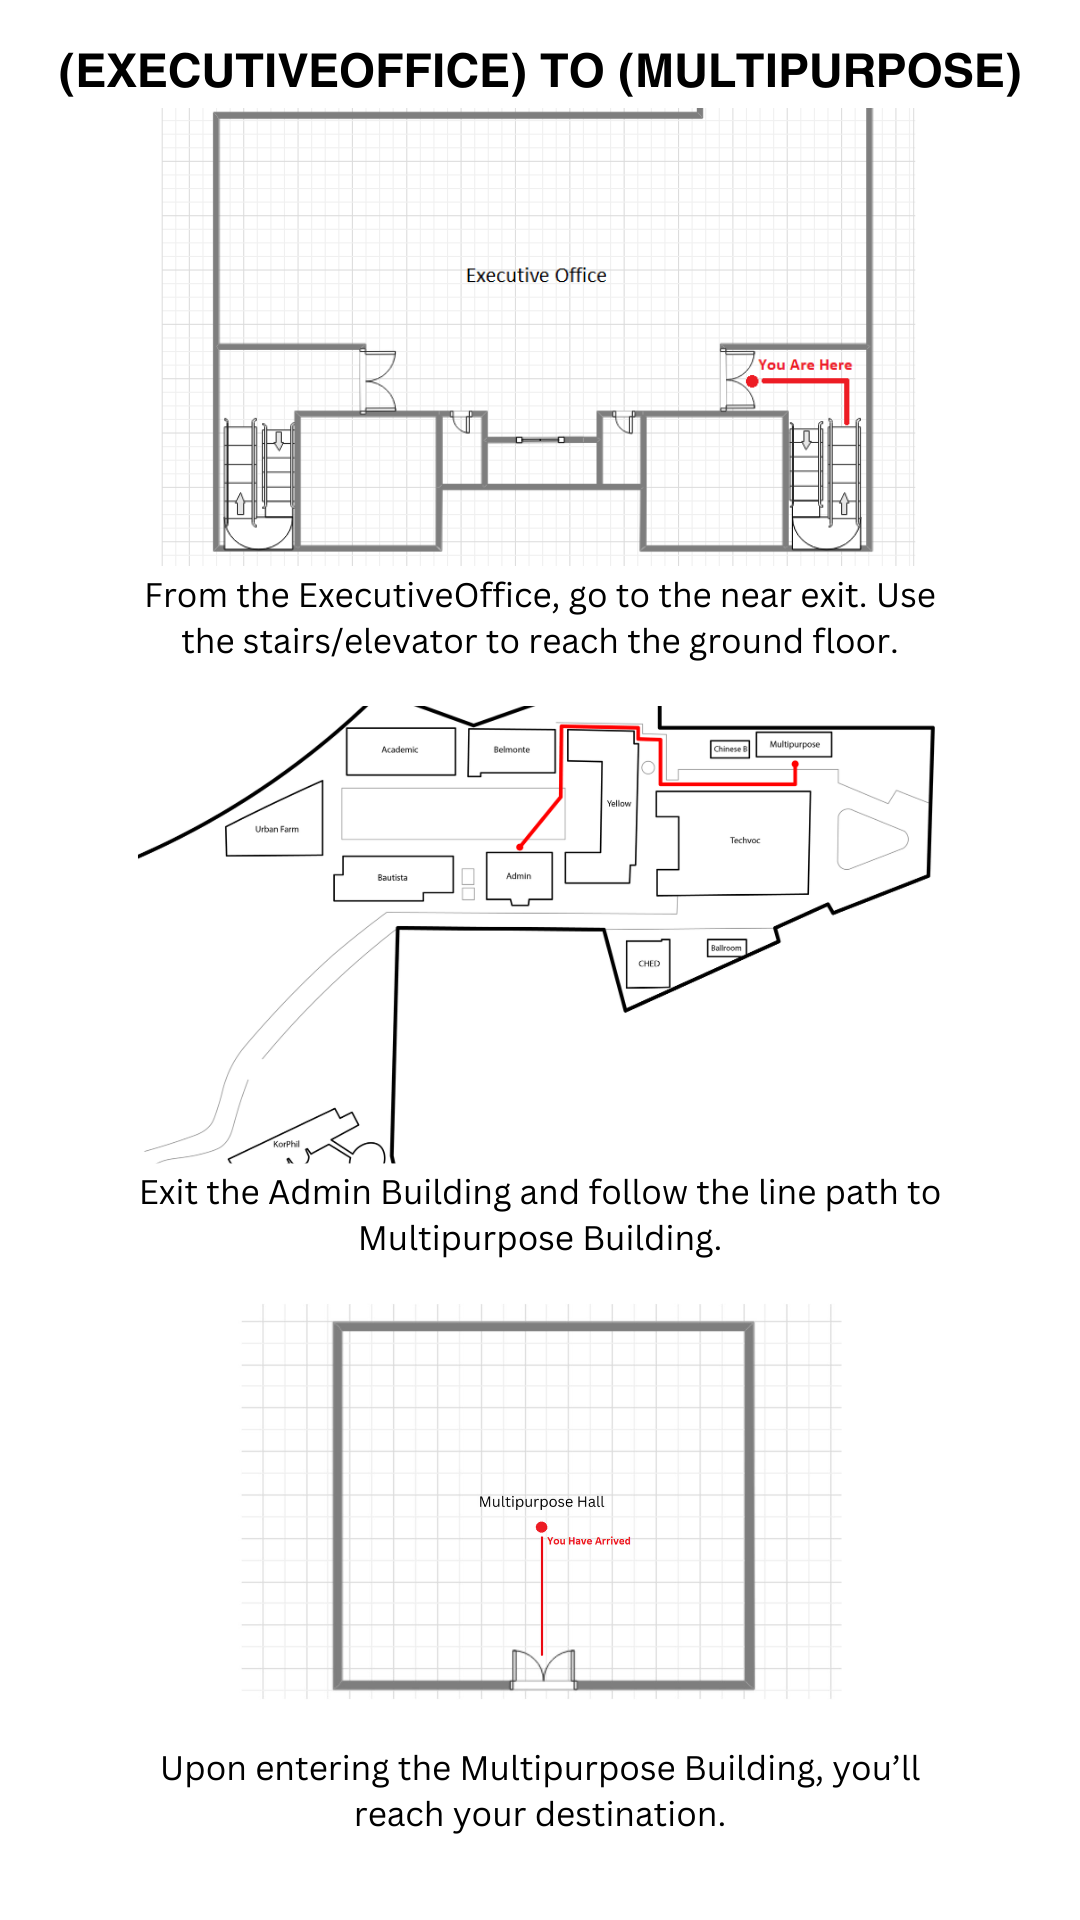 (EXECUTIVEOFFICE) TO (MULTIPURPOSE)
Executive Office
You Are Here
From the ExecutiveOffice, go to the near exit. Use
the stairs/elevator to reach the ground floor.
Academic
Belmonte
Chinese B
Multipurpose
Urban Farm
Yellow
Techvoc
Bautista
Admin
CHED
Ballroom
KorPhil
Exit the Admin Building and follow the line path to
Multipurpose Building.
Multipurpose Hall
You Have Arrived
Upon entering the Multipurpose Building, you’ll
reach your destination.